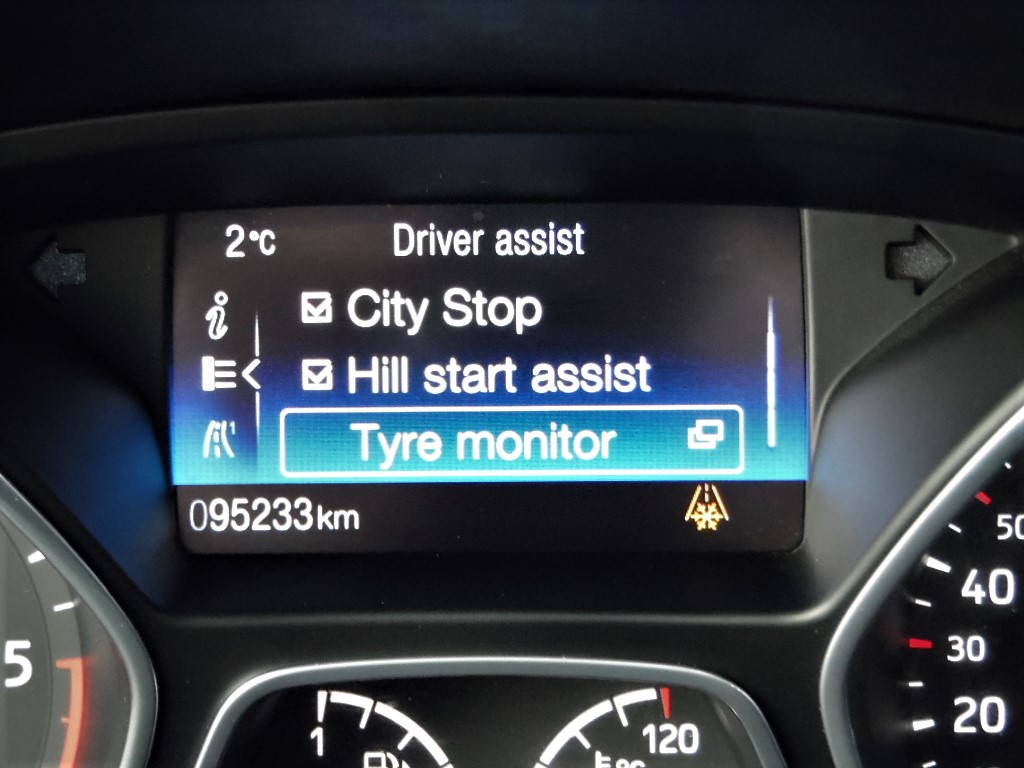 2°C Driver assist
City Stop
Hill start assist
Tyre monitor
095233km
50
40
5
30
20
1
120